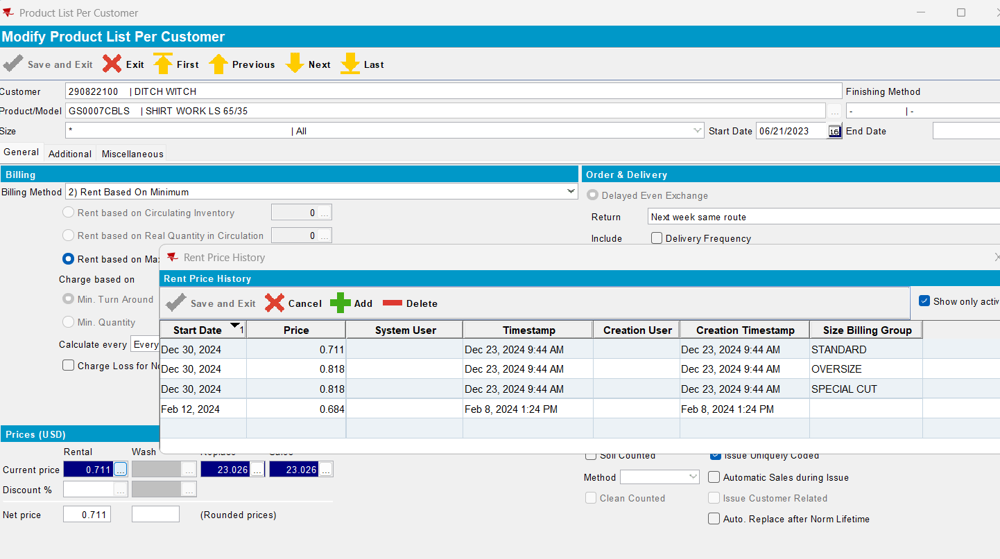 Product List Per Customer
Modify Product List Per Customer
Save and Exit Exit First Previous Next Last
Customer 290822100 | DITCH WITCH Finishing Method
Product/Model GS0007CBLS | SHIRT WORK LS 65/35 ... - | -
Size * | All Start Date 06/21/2023 16 End Date
General Additional Miscellaneous
Billing Order & Delivery
Billing Method 2) Rent Based On Minimum Delayed Even Exchange
Rent based on Circulating Inventory 0 ...
Return Next week same route
Rent based on Real Quantity in Circulation 0 ...
Include Delivery Frequency
Rent based on Ma
Rent Price History
Charge based on Rent Price History
Min. Turn Around Save and Exit Cancel Add Delete Show only activ
Min. Quantity
Start Date 1 Price System User Timestamp Creation User Creation Timestamp Size Billing Group
Calculate every Every
Dec 30, 2024 0.711 Dec 23, 2024 9:44 AM Dec 23, 2024 9:44 AM STANDARD
Charge Loss for No
Dec 30, 2024 0.818 Dec 23, 2024 9:44 AM Dec 23, 2024 9:44 AM OVERSIZE
Dec 30, 2024 0.818 Dec 23, 2024 9:44 AM Dec 23, 2024 9:44 AM SPECIAL CUT
Feb 12, 2024 0.684 Feb 8, 2024 1:24 PM Feb 8, 2024 1:24 PM
Prices (USD)
Rental Wash Replace Sales
Soil Counted Issue Uniquely Coded
Current price 0.711 ... ... 23.026 ... 23.026 ...
Method Automatic Sales during Issue
Discount % ... ...
Clean Counted Issue Customer Related
Net price 0.711 (Rounded prices)
Auto. Replace after Norm Lifetime